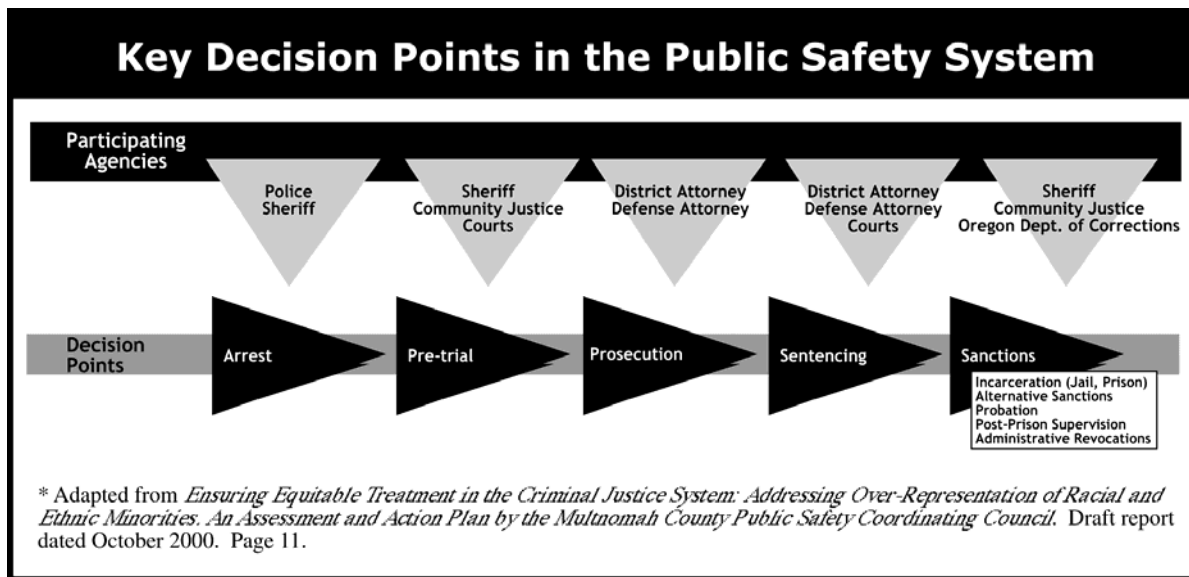 Key Decision Points in the Public Safety System
Participating
Agencies
Police
Sheriff
Sheriff
Community Justice
Courts
District Attorney
Defense Attorney
District Attorney
Defense Attorney
Courts
Sheriff
Community Justice
Oregon Dept. of Corrections
Decision
Points
Arrest
Pre-trial
Prosecution
Sentencing
Sanctions
Incarceration (Jail, Prison)
Alternative Sanctions
Probation
Post-Prison Supervision
Administrative Revocations
* Adapted from Ensuring Equitable Treatment in the Criminal Justice System: Addressing Over-Representation of Racial and
Ethnic Minorities. An Assessment and Action Plan by the Multnomah County Public Safety Coordinating Council. Draft report
dated October 2000. Page 11.